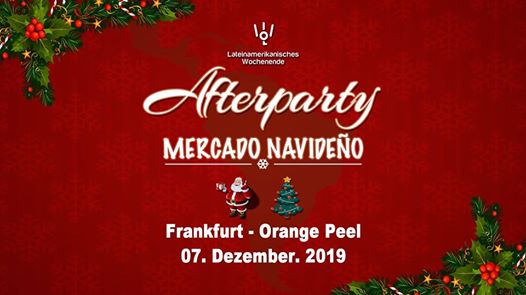 Lateinamerikanisches
Wochenende
Afterparty
MERCADO NAVIDEÑO
Frankfurt - Orange Peel
07. Dezember. 2019